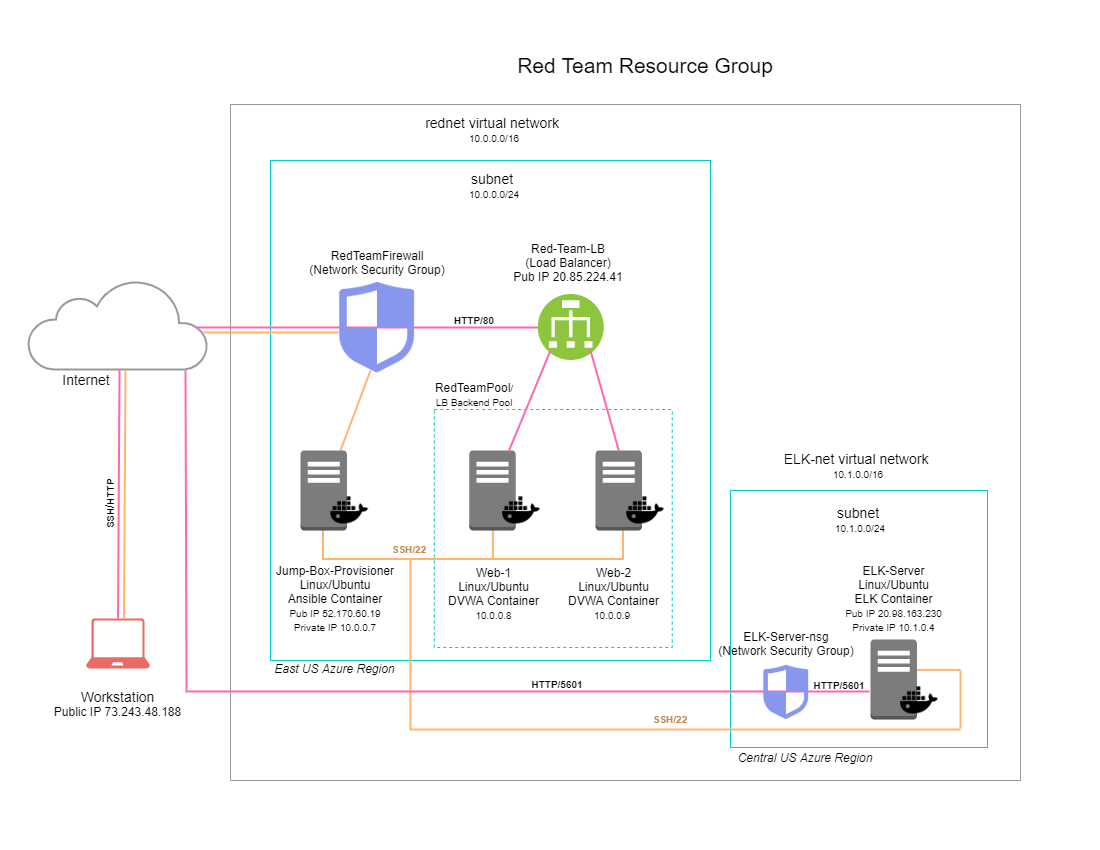 Red Team Resource Group
rednet virtual network
10.0.0.0/16
subnet
10.0.0.0/24
RedTeamFirewall
(Network Security Group)
Red-Team-LB
(Load Balancer)
Pub IP 20.85.224.41
HTTP/80
Internet
RedTeamPool/
LB Backend Pool
SSH/HTTP
SSH/22
Jump-Box-Provisioner
Linux/Ubuntu
Ansible Container
Pub IP 52.170.60.19
Private IP 10.0.0.7
Web-1
Linux/Ubuntu
DVWA Container
10.0.0.8
Web-2
Linux/Ubuntu
DVWA Container
10.0.0.9
East US Azure Region
ELK-net virtual network
10.1.0.0/16
subnet
10.1.0.0/24
ELK-Server
Linux/Ubuntu
ELK Container
Pub IP 20.98.163.230
Private IP 10.1.0.4
ELK-Server-nsg
(Network Security Group)
HTTP/5601
HTTP/5601
SSH/22
Central US Azure Region
Workstation
Public IP 73.243.48.188